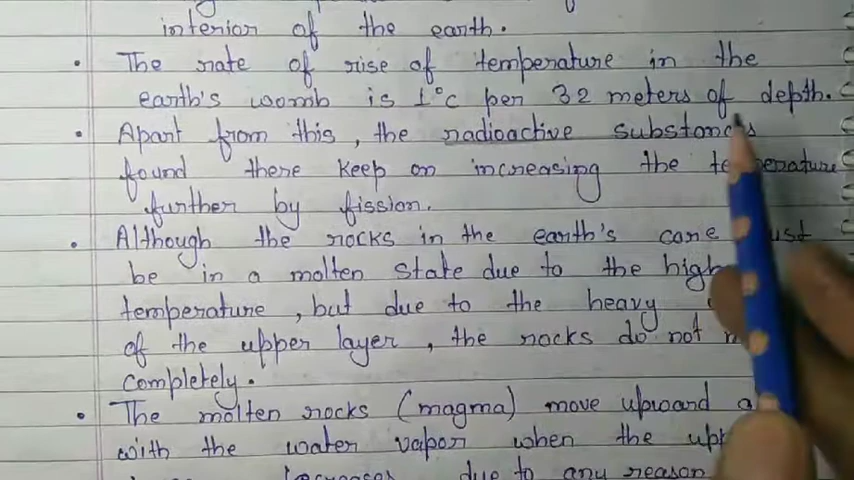 interior of the earth.
• The rate of rise of temperature in the
earth's womb is 1°c per 32 meters of depth.
• Apart from this, the radioactive substances
found there keep on increasing the temperature
further by fission.
• Although the rocks in the earth's core
be in a molten state due to the high
temperature, but due to the heavy
of the upper layer, the rocks do not
completely.
• The molten rocks (magma) move upward
with the water vapor when the
due to any reason